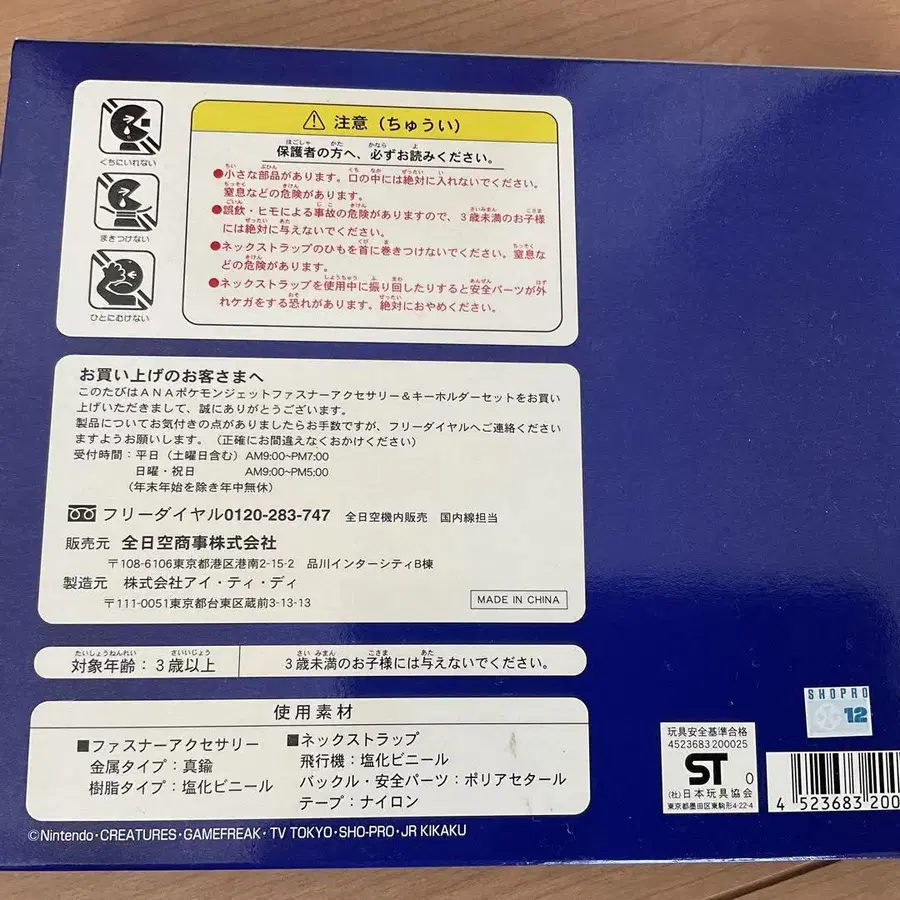 くちにいれない
まきつけない
ひとにむけない
注意(ちゅうい)
保護者の方へ、必ずお読みください。
●小さな部品があります。口の中には絶対に入れないでください。
窒息などの危険があります。
●誤飲・ヒモによる事故の危険がありますので、3歳未満のお子様
には絶対に与えないでください。
●ネックストラップのひもを首に巻きつけないでください。窒息な
どの危険があります。
●ネックストラップを使用中に振り回したりすると安全パーツが外
れケガをする恐れがあります。絶対におやめください。
お買い上げのお客さまへ
このたびはANAポケモンジェットファスナーアクセサリー&キーホルダーセットをお買い
上げいただきまして、誠にありがとうございます。
製品についてお気付きの点がありましたらお手数ですが、フリーダイヤルへご連絡ください
ますようお願いします。(正確にお間違えなくおかけください)
受付時間:平日(土曜日含む)AM9:00~PM7:00
日曜・祝日 AM9:00~PM5:00
(年末年始を除き年中無休)
フリーダイヤル0120-283-747 全日空機内販売 国内線担当
販売元 全日空商事株式会社
〒108-6106東京都港区港南2-15-2 品川インターシティB棟
製造元 株式会社アイ・ティ・ディ
〒111-0051東京都台東区蔵前3-13-13
MADE IN CHINA
対象年齢:3歳以上 3歳未満のお子様には与えないでください。
使用素材
■ファスナーアクセサリー
金属タイプ:真鍮
樹脂タイプ:塩化ビニール
■ネックストラップ
飛行機:塩化ビニール
バックル・安全パーツ:ポリアセタール
テープ:ナイロン
©Nintendo・CREATURES・GAMEFREAK・TV TOKYO・SHO-PRO・JR KIKAKU
SHOPRO
12
玩具安全基準合格
4523683200025
ST 0
(社)日本玩具協会
東京都墨田区東駒形4-22-4
4 523683 200